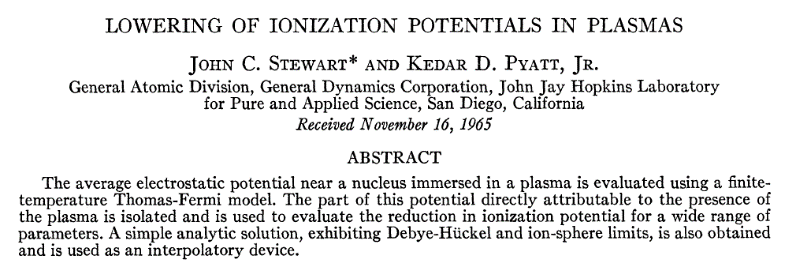 LOWERING OF IONIZATION POTENTIALS IN PLASMAS
JOHN C. STEWART* AND KEDAR D. PYATT, JR.
General Atomic Division, General Dynamics Corporation, John Jay Hopkins Laboratory
for Pure and Applied Science, San Diego, California
Received November 16, 1965
ABSTRACT
The average electrostatic potential near a nucleus immersed in a plasma is evaluated using a finite-
temperature Thomas-Fermi model. The part of this potential directly attributable to the presence of
the plasma is isolated and is used to evaluate the reduction in ionization potential for a wide range of
parameters. A simple analytic solution, exhibiting Debye-Hückel and ion-sphere limits, is also obtained
and is used as an interpolatory device.